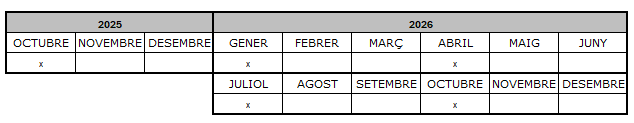 2025 2026
OCTUBRE NOVEMBRE DESEMBRE GENER FEBRER MARÇ ABRIL MAIG JUNY
x x x
JULIOL AGOST SETEMBRE OCTUBRE NOVEMBRE DESEMBRE
x x